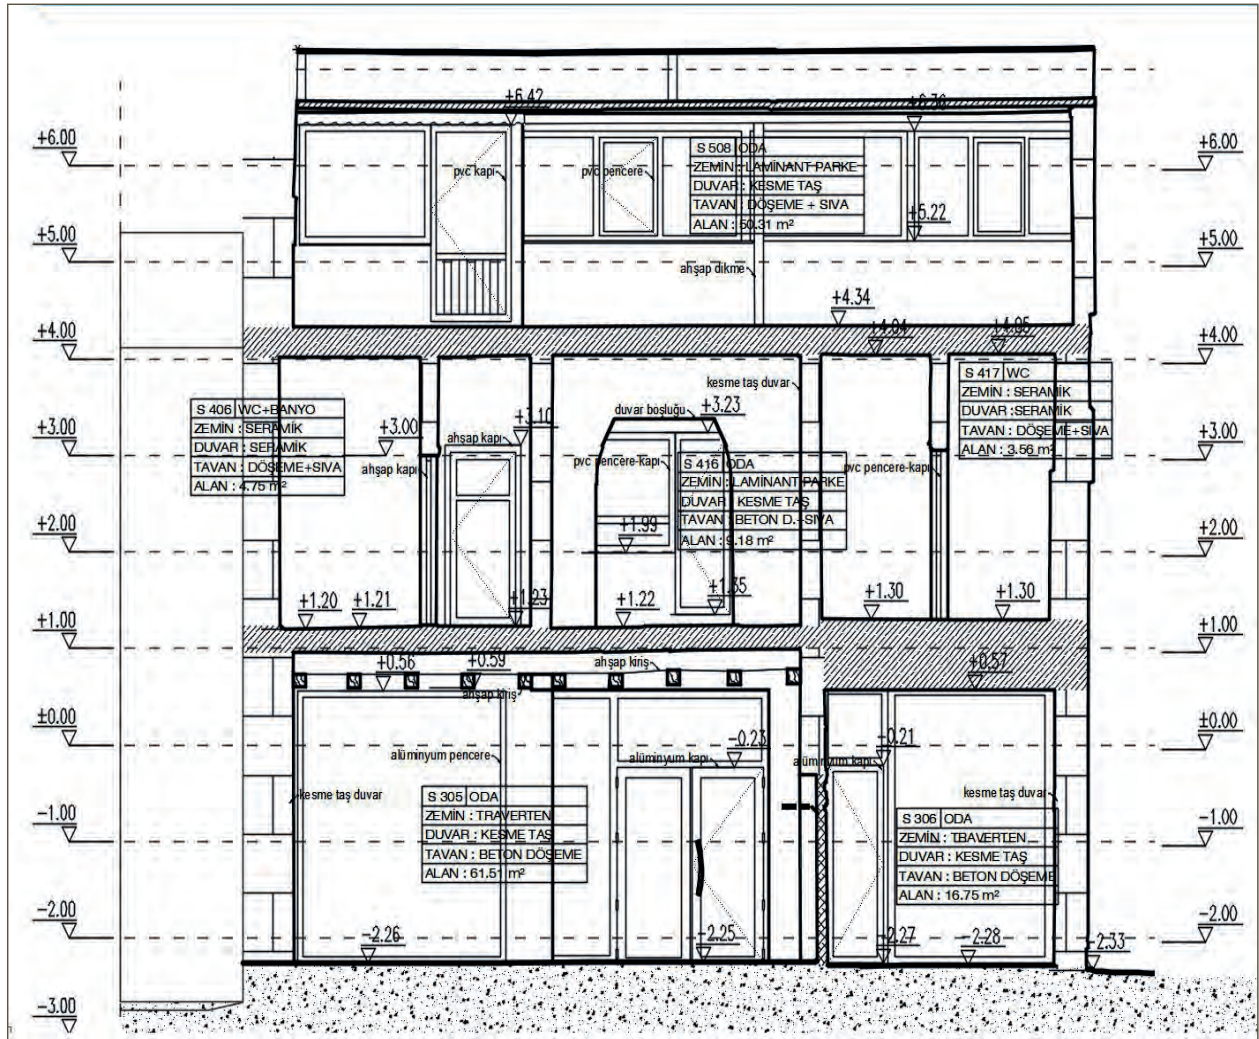 +6.42
+6.36
+6.00
+6.00
pvc kapı
pvc pencere
S 508 ODA
ZEMİN : LAMİNANT PARKE
DUVAR : KESME TAŞ
TAVAN : DÖŞEME + SIVA
ALAN : 50.31 m²
+5.22
+5.00
+5.00
ahşap dikme
+4.34
+4.04
+4.05
+4.00
+4.00
kesme taş duvar
S 417 WC
ZEMİN : SERAMİK
DUVAR : SERAMİK
TAVAN : DÖŞEME+SIVA
ALAN : 3.56 m²
S 406 WC+BANYO
ZEMİN : SERAMİK
DUVAR : SERAMİK
TAVAN : DÖŞEME+SIVA
ALAN : 4.75 m²
+3.00
+3.00
ahşap kapı
ahşap kapı
+3.10
duvar boşluğu
+3.23
pvc pencere-kapı
S 416 ODA
ZEMİN : LAMİNANT PARKE
DUVAR : KESME TAŞ
TAVAN : BETON D.+SIVA
ALAN : 9.18 m²
pvc pencere-kapı
+3.00
+2.00
+1.99
+2.00
+1.20
+1.21
+1.23
+1.22
+1.35
+1.30
+1.30
+1.00
+1.00
+0.56
+0.59
ahşap kiriş
ahşap kiriş
+0.57
±0.00
±0.00
alüminyum pencere
alüminyum kapı
-0.23
alüminyum kapı
-0.21
kesme taş duvar
kesme taş duvar
S 305 ODA
ZEMİN : TRAVERTEN
DUVAR : KESME TAŞ
TAVAN : BETON DÖŞEME
ALAN : 61.51 m²
S 306 ODA
ZEMİN : TRAVERTEN
DUVAR : KESME TAŞ
TAVAN : BETON DÖŞEME
ALAN : 16.75 m²
-1.00
-1.00
-2.00
-2.00
-2.26
-2.25
-2.27
-2.28
-2.33
-3.00